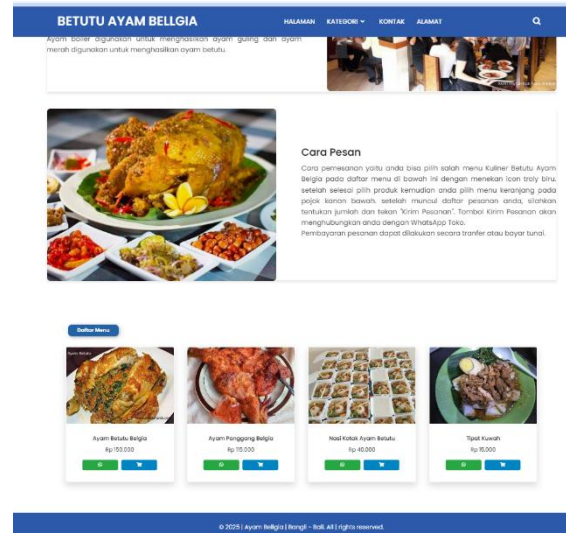 BETUTU AYAM BELLGIA
HALAMAN KATEGORI KONTAK ALAMAT
Ayam boiler digunakan untuk menghasilkan ayam guling dan ayam
merah digunakan untuk menghasilkan ayam betutu.
Cara Pesan
Cara pemesanan yaitu anda bisa pilih salah menu Kuliner Betutu Ayam
Belgia pada daftar menu di bawah ini dengan menekan icon troly biru.
setelah selesai pilih produk kemudian anda pilih menu keranjang pada
pojok kanan bawah. setelah muncul daftar pesanan anda, silahkan
tentukan jumlah dan tekan "Kirim Pesanan". Tombol Kirim Pesanan akan
menghubungkan anda dengan WhatsApp Toko.
Pembayaran pesanan dapat dilakukan secara tranfer atau bayar tunai.
Daftar Menu
Ayam Betutu
Ayam Betutu Belgia
Rp 150.000
Ayam Panggang Belgia
Rp 115.000
Nasi Kotak Ayam Betutu
Rp 40.000
Tipat Kuwah
Rp 15.000
© 2025 | Ayam Bellgia | Bangli - Bali. All | rights reserved.